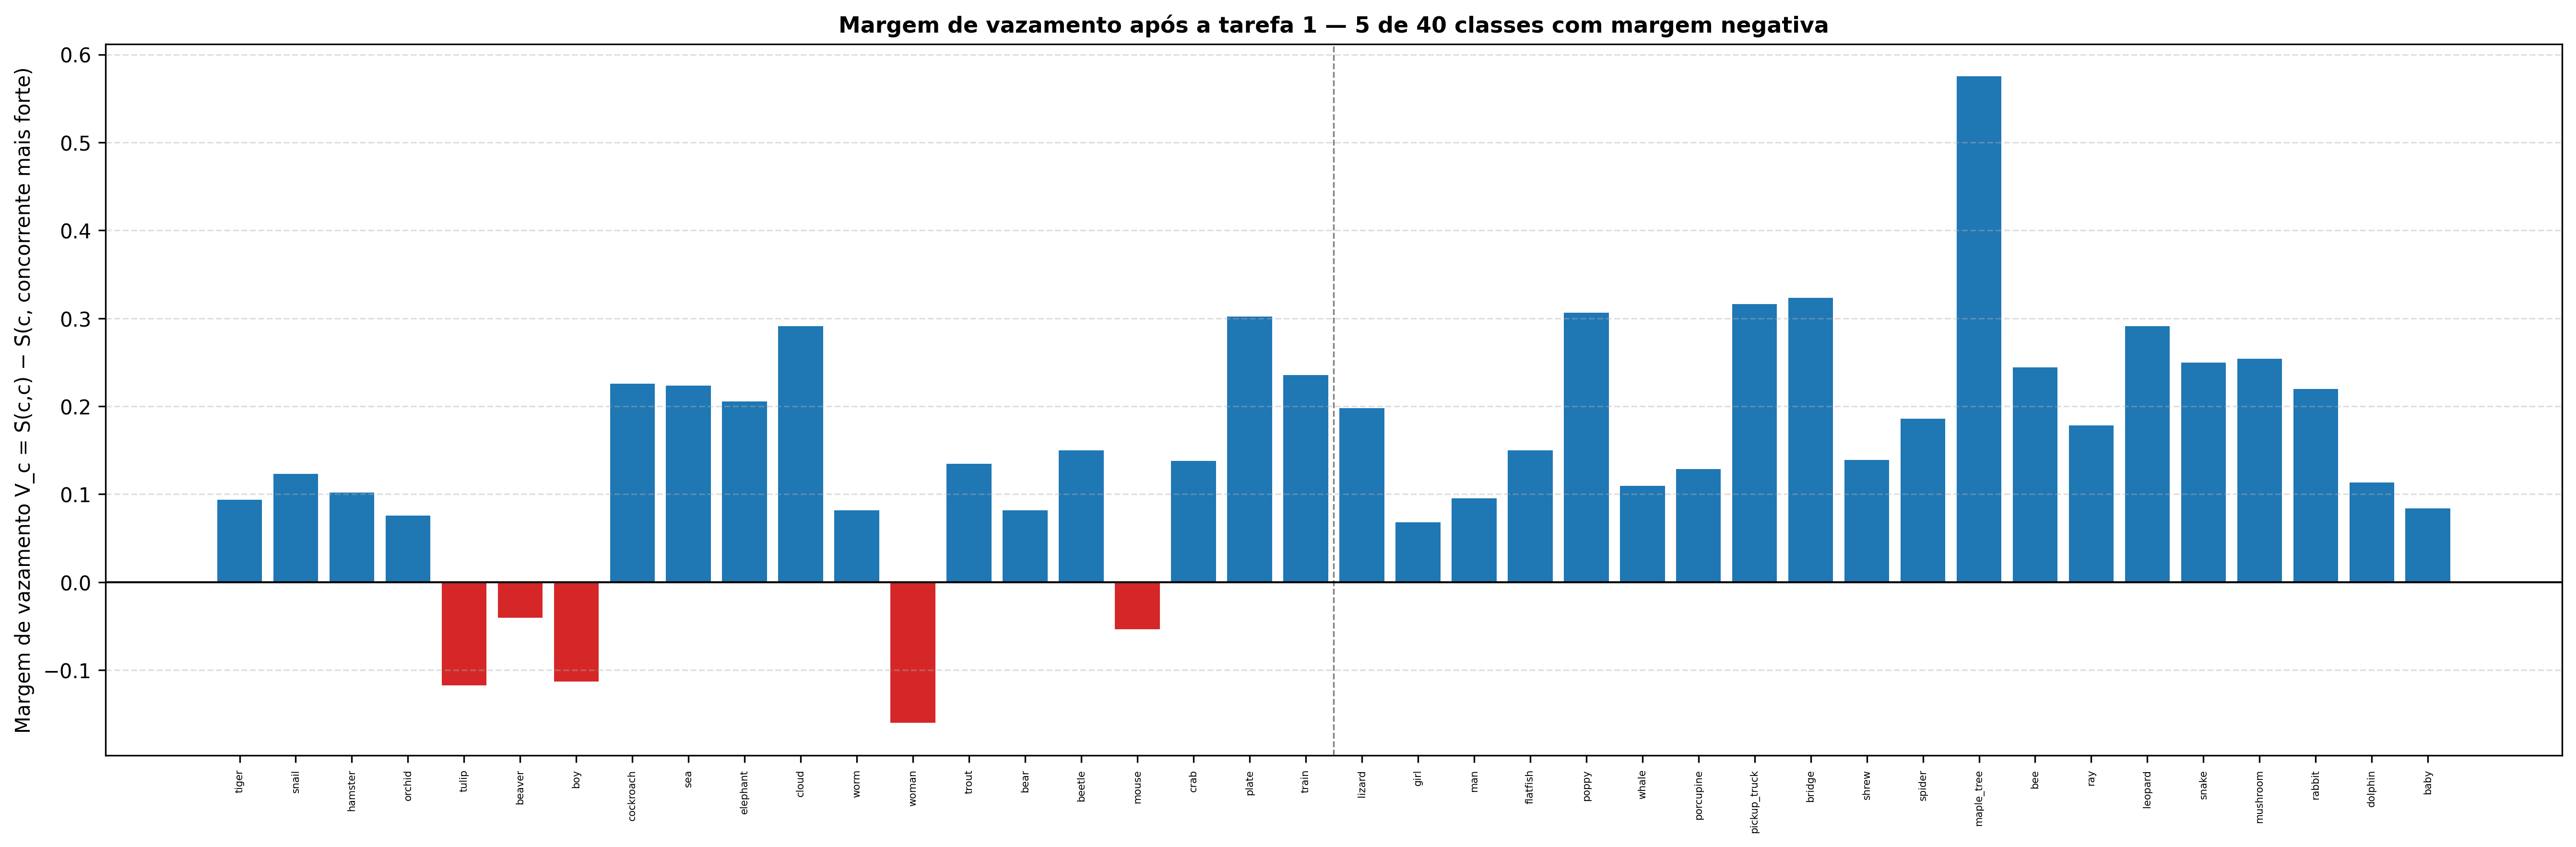 Margem de vazamento após a tarefa 1 — 5 de 40 classes com margem negativa
Margem de vazamento V_c = S(c,c) − S(c, concorrente mais forte)
0.6
0.5
0.4
0.3
0.2
0.1
0.0
−0.1
tiger
snail
hamster
orchid
tulip
beaver
boy
cockroach
sea
elephant
cloud
worm
woman
trout
bear
beetle
mouse
crab
plate
train
lizard
girl
man
flatfish
poppy
whale
porcupine
pickup_truck
bridge
shrew
spider
maple_tree
bee
ray
leopard
snake
mushroom
rabbit
dolphin
baby